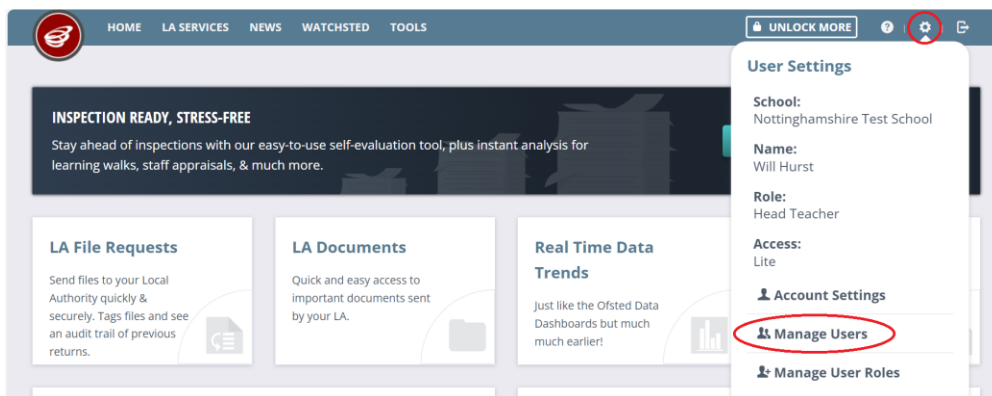 HOME LA SERVICES NEWS WATCHSTED TOOLS UNLOCK MORE
User Settings
School:
Nottinghamshire Test School
Name:
Will Hurst
Role:
Head Teacher
Access:
Lite
Account Settings
Manage Users
Manage User Roles
INSPECTION READY, STRESS-FREE
Stay ahead of inspections with our easy-to-use self-evaluation tool, plus instant analysis for
learning walks, staff appraisals, & much more.
LA File Requests
Send files to your Local
Authority quickly &
securely. Tags files and see
an audit trail of previous
returns.
LA Documents
Quick and easy access to
important documents sent
by your LA.
Real Time Data
Trends
Just like the Ofsted Data
Dashboards but much
much earlier!